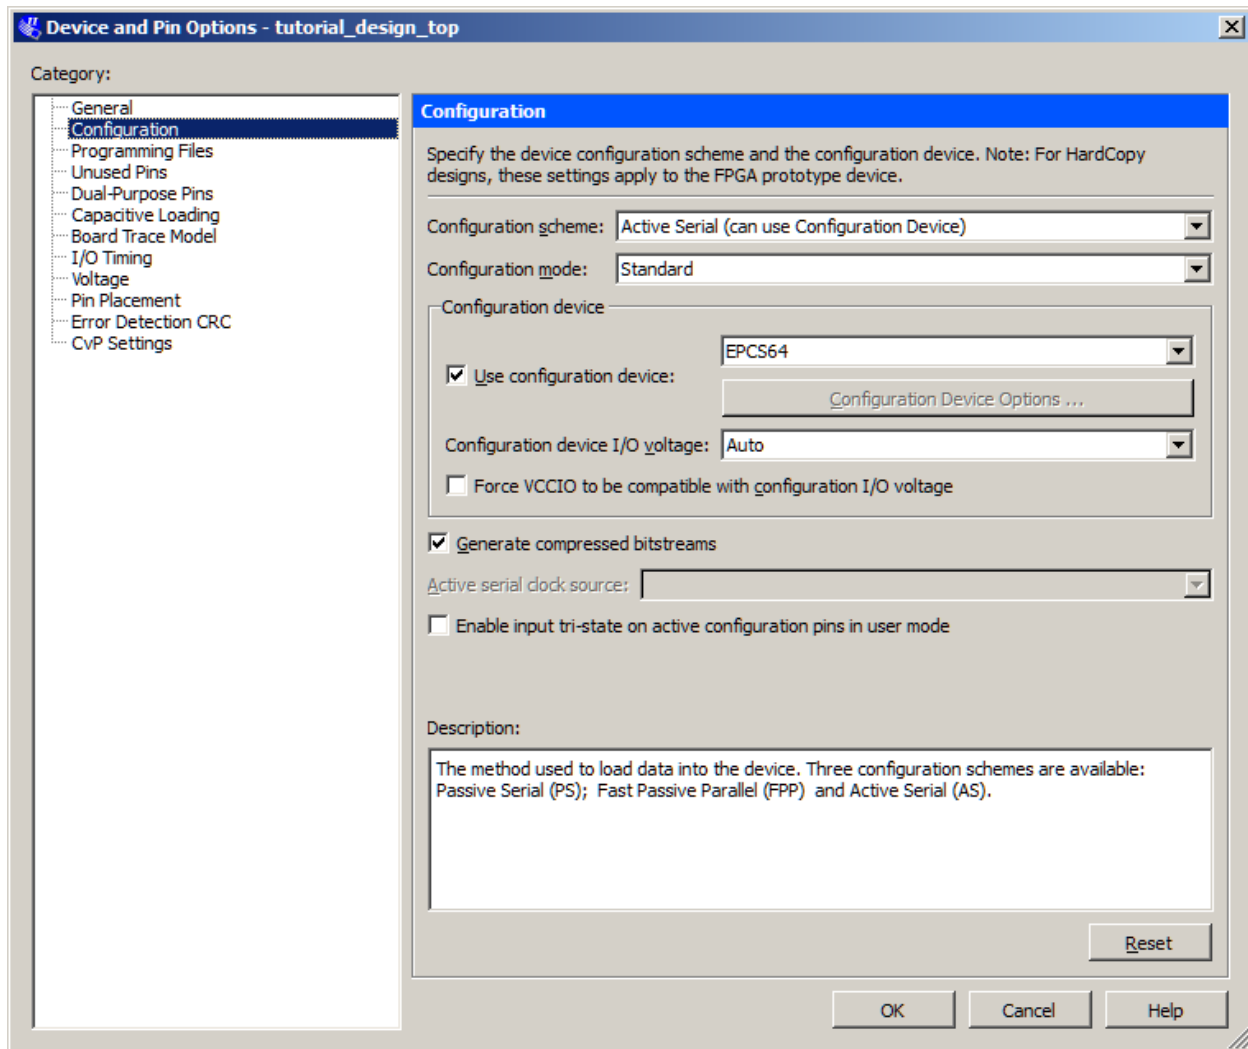 Device and Pin Options - tutorial_design_top
Category:
General
Configuration
Programming Files
Unused Pins
Dual-Purpose Pins
Capacitive Loading
Board Trace Model
I/O Timing
Voltage
Pin Placement
Error Detection CRC
CvP Settings
Configuration
Specify the device configuration scheme and the configuration device. Note: For HardCopy
designs, these settings apply to the FPGA prototype device.
Configuration scheme: Active Serial (can use Configuration Device)
Configuration mode: Standard
Configuration device
EPCS64
Use configuration device:
Configuration Device Options ...
Configuration device I/O voltage: Auto
Force VCCIO to be compatible with configuration I/O voltage
Generate compressed bitstreams
Active serial clock source:
Enable input tri-state on active configuration pins in user mode
Description:
The method used to load data into the device. Three configuration schemes are available:
Passive Serial (PS); Fast Passive Parallel (FPP) and Active Serial (AS).
Reset
OK Cancel Help